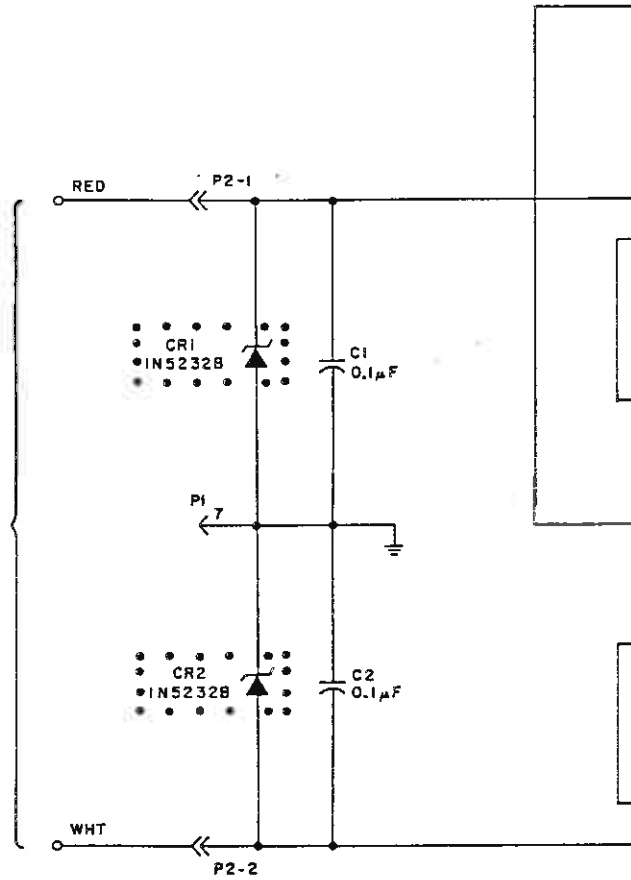 RED
P2-1
CR1
IN5232B
C1
0.1µF
P1
7
CR2
IN5232B
C2
0.1µF
WHT
P2-2